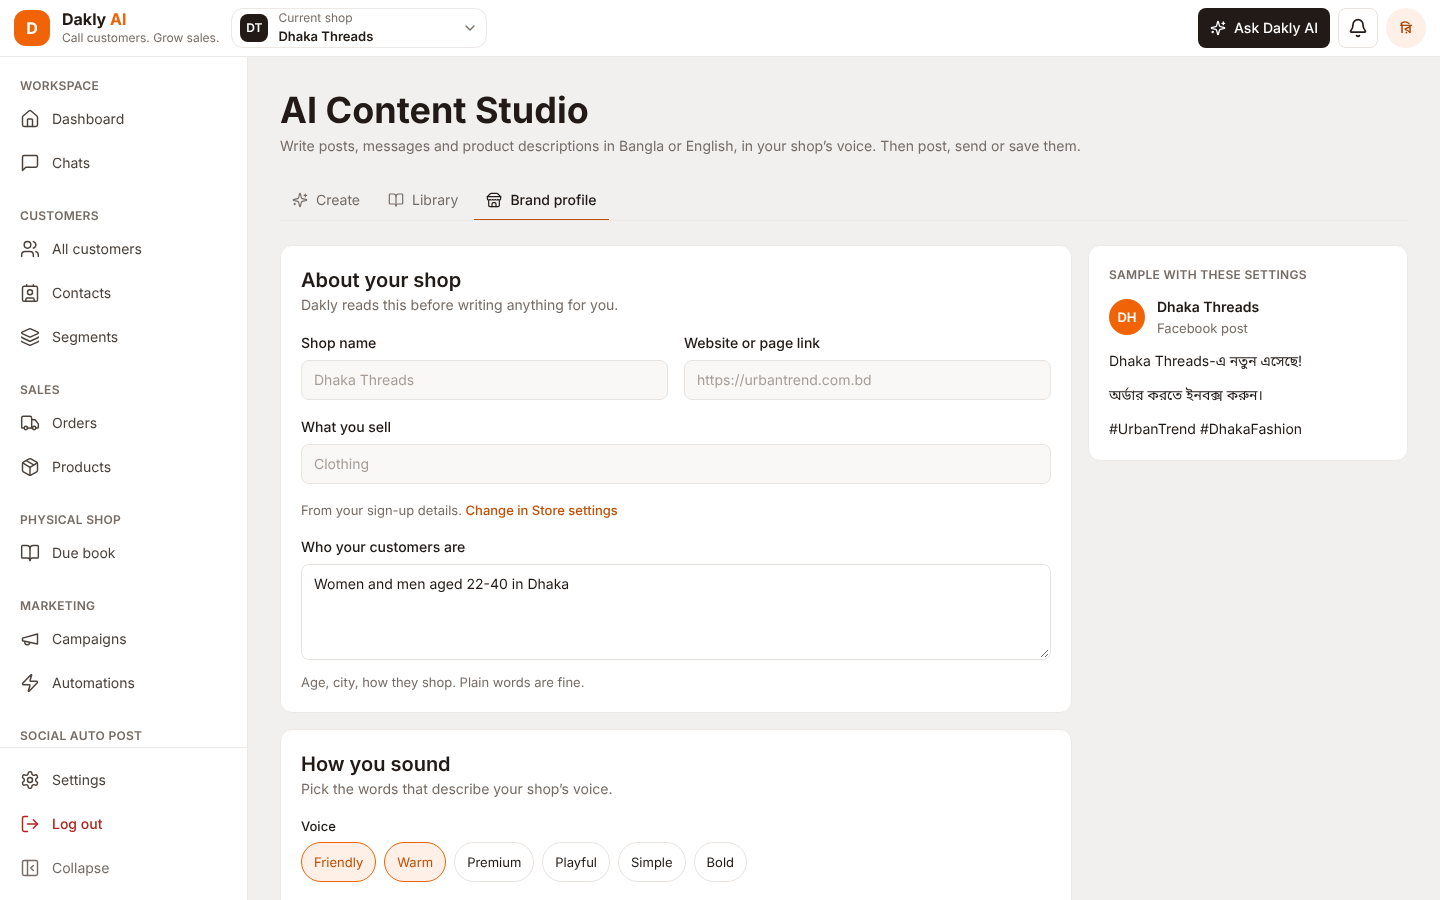 D
Dakly AI
Call customers. Grow sales.
DT
Current shop
Dhaka Threads
Ask Dakly AI
রি
WORKSPACE
Dashboard
Chats
CUSTOMERS
All customers
Contacts
Segments
SALES
Orders
Products
PHYSICAL SHOP
Due book
MARKETING
Campaigns
Automations
SOCIAL AUTO POST
Settings
Log out
Collapse
AI Content Studio
Write posts, messages and product descriptions in Bangla or English, in your shop’s voice. Then post, send or save them.
Create
Library
Brand profile
About your shop
Dakly reads this before writing anything for you.
Shop name
Website or page link
Dhaka Threads
https://urbantrend.com.bd
What you sell
Clothing
From your sign-up details. Change in Store settings
Who your customers are
Women and men aged 22-40 in Dhaka
Age, city, how they shop. Plain words are fine.
How you sound
Pick the words that describe your shop’s voice.
Voice
Friendly
Warm
Premium
Playful
Simple
Bold
SAMPLE WITH THESE SETTINGS
DH
Dhaka Threads
Facebook post
Dhaka Threads-এ নতুন এসেছে!
অর্ডার করতে ইনবক্স করুন।
#UrbanTrend #DhakaFashion